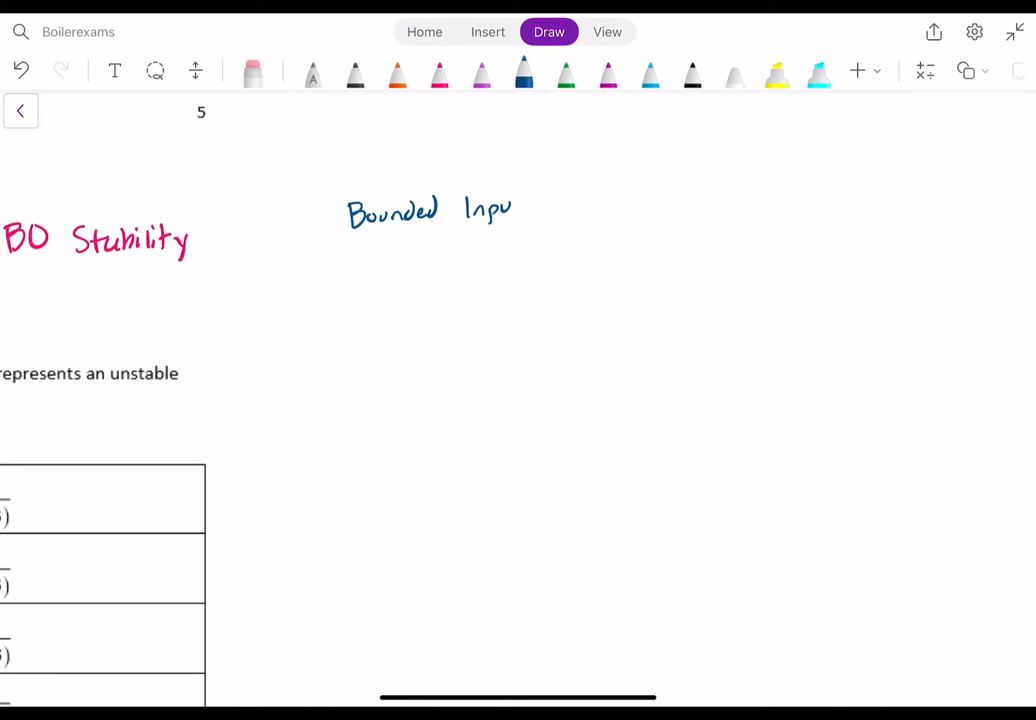 Boilerexams
Home Insert Draw View
T
A
5
Bounded Inpu
BO Stability
represents an unstable
)
)
)